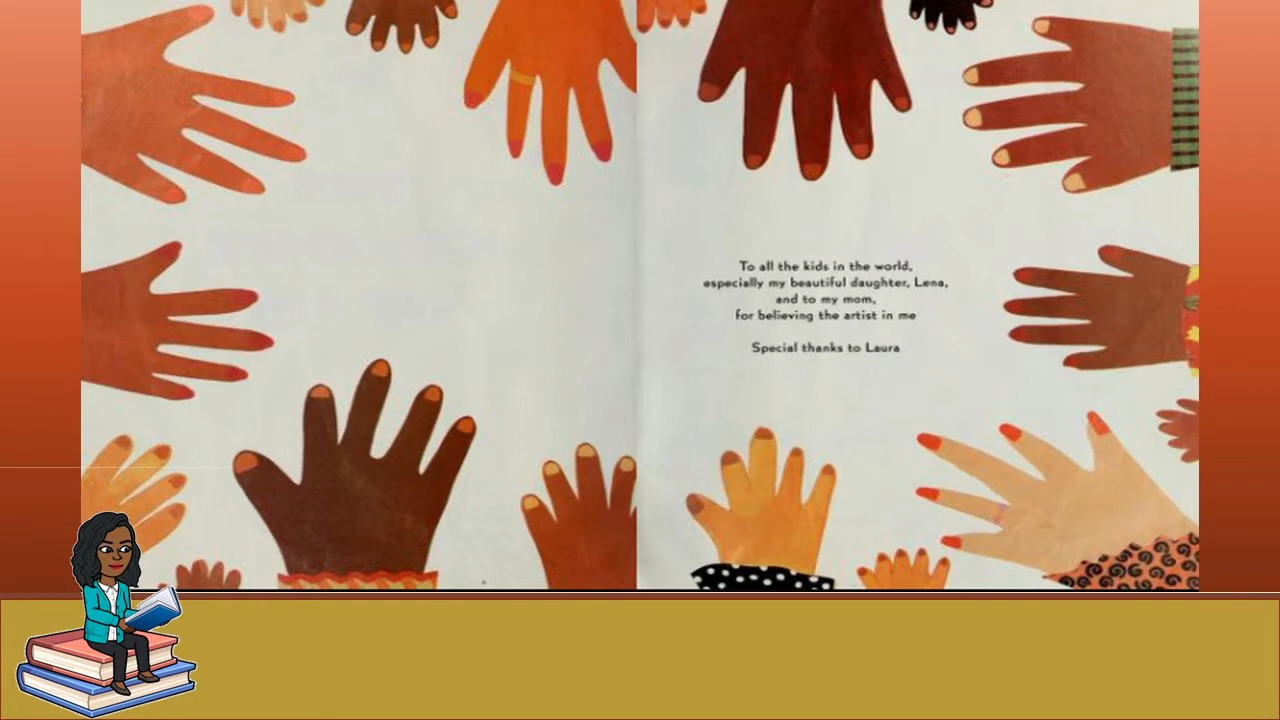 To all the kids in the world,
especially my beautiful daughter, Lena,
and to my mom,
for believing the artist in me
Special thanks to Laura